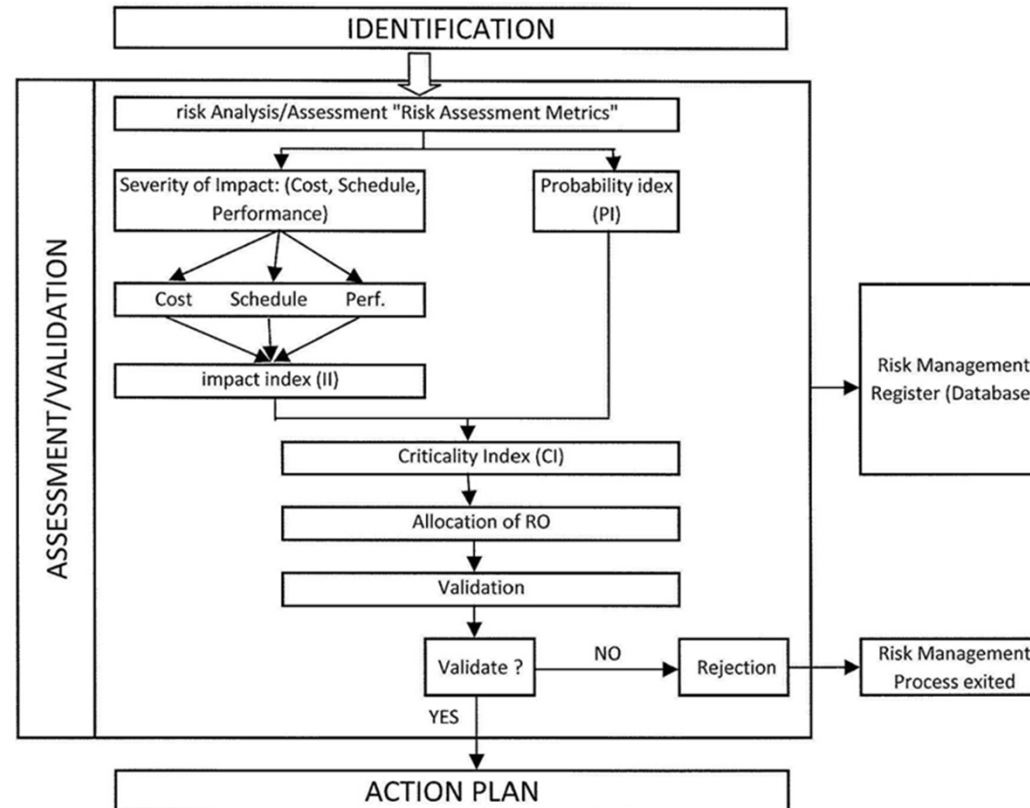 IDENTIFICATION
ASSESSMENT/VALIDATION
risk Analysis/Assessment "Risk Assessment Metrics"
Severity of Impact: (Cost, Schedule,
Performance)
Probability idex
(PI)
Cost Schedule Perf.
impact index (II)
Risk Management
Register (Database
Criticality Index (CI)
Allocation of RO
Validation
Validate ?
NO
Rejection
Risk Management
Process exited
YES
ACTION PLAN